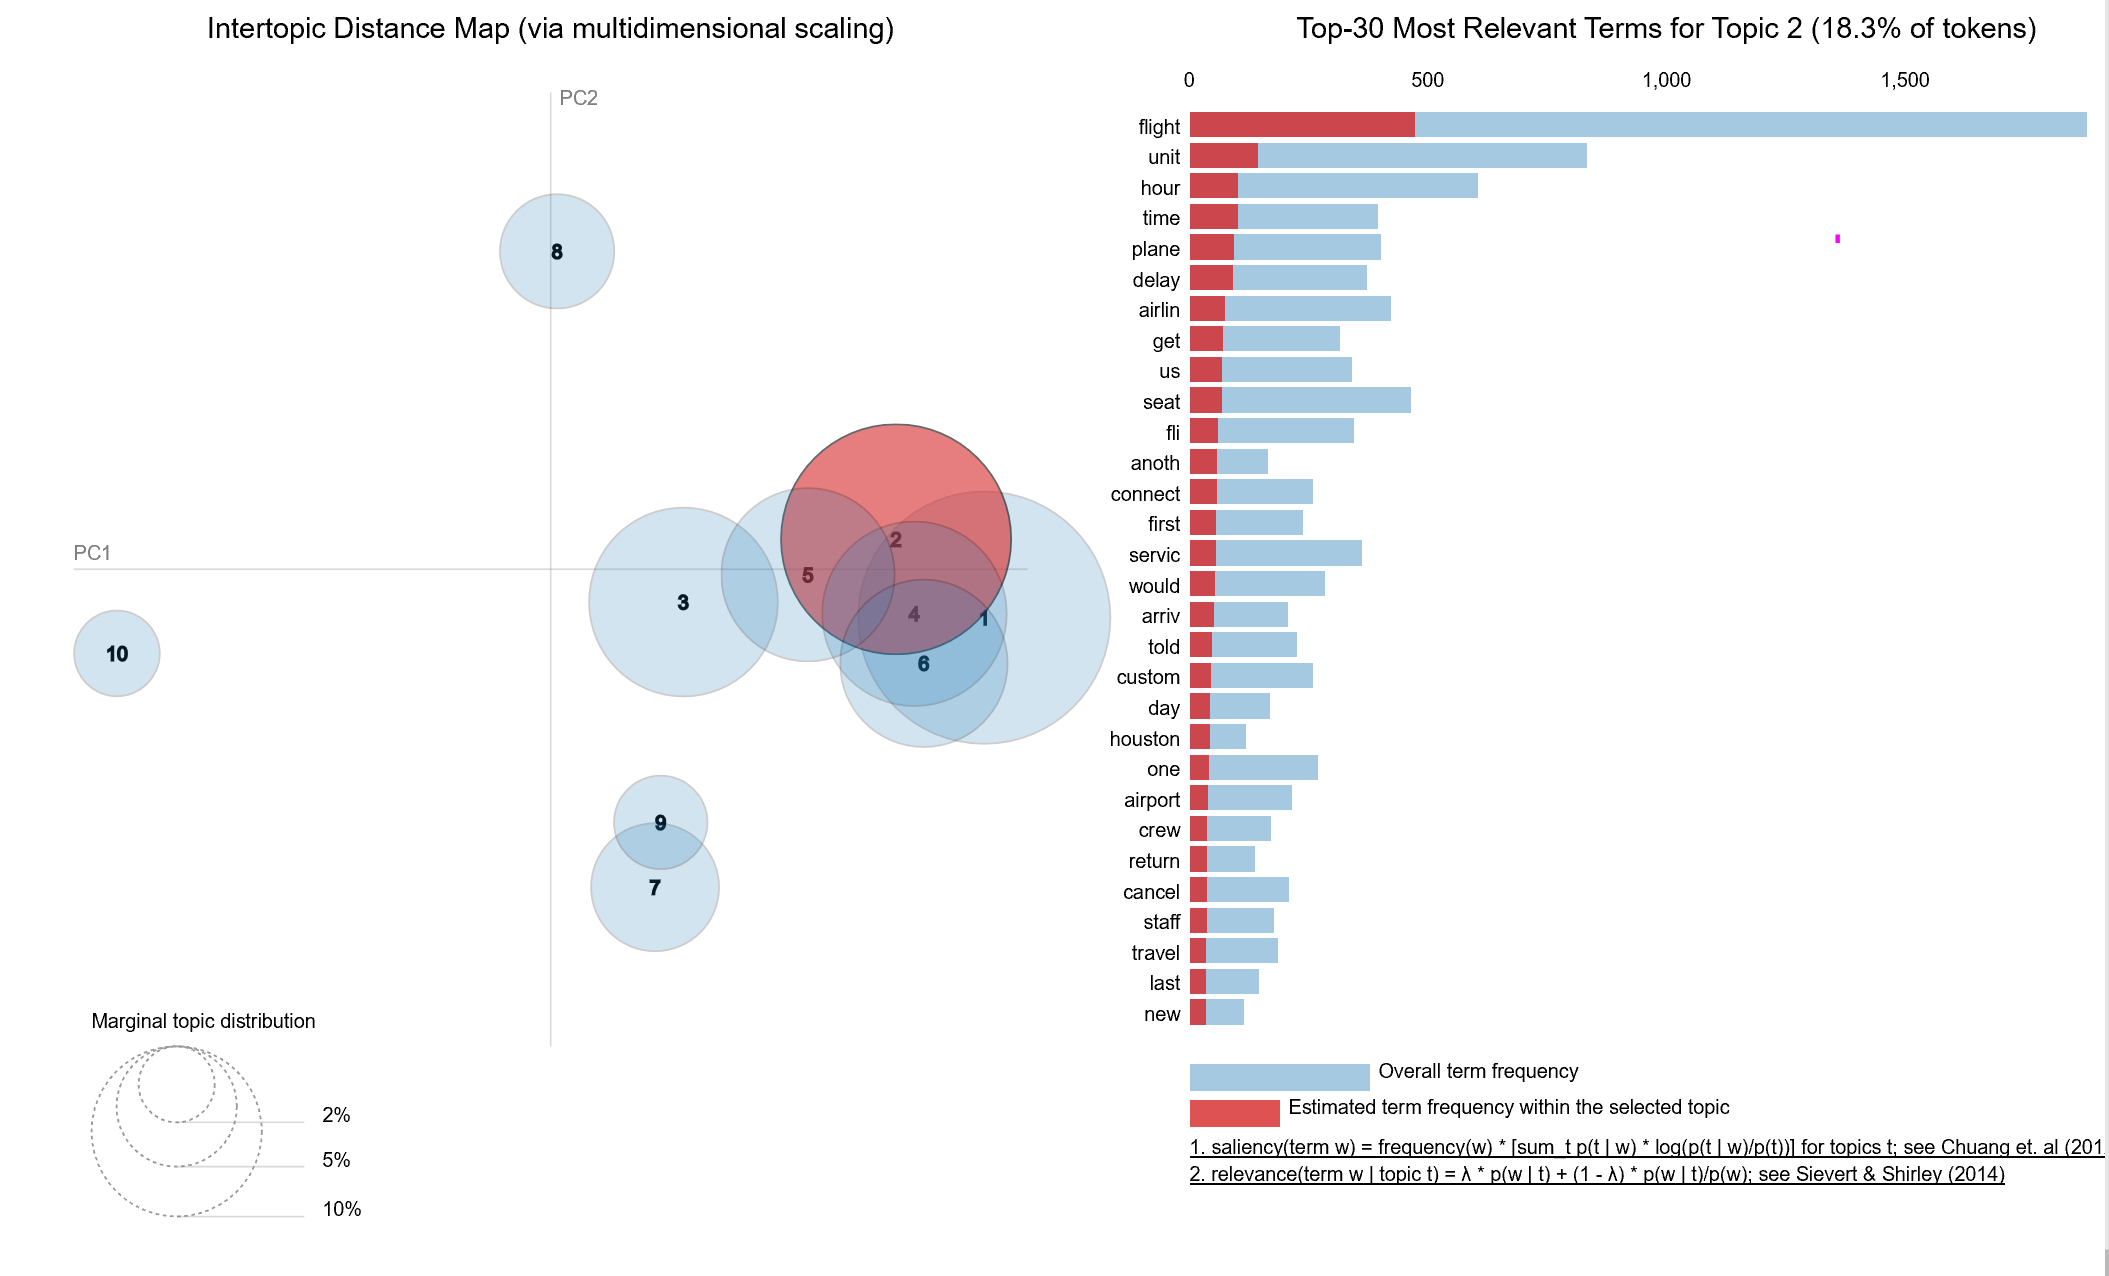 Intertopic Distance Map (via multidimensional scaling)
PC2
PC1
8
2
5
3
4
1
6
10
9
7
Marginal topic distribution
2%
5%
10%
Top-30 Most Relevant Terms for Topic 2 (18.3% of tokens)
0 500 1,000 1,500
flight
unit
hour
time
plane
delay
airlin
get
us
seat
fli
anoth
connect
first
servic
would
arriv
told
custom
day
houston
one
airport
crew
return
cancel
staff
travel
last
new
Overall term frequency
Estimated term frequency within the selected topic
1. saliency(term w) = frequency(w) * [sum_t p(t | w) * log(p(t | w)/p(t))] for topics t; see Chuang et. al (201
2. relevance(term w | topic t) = λ * p(w | t) + (1 - λ) * p(w | t)/p(w); see Sievert & Shirley (2014)